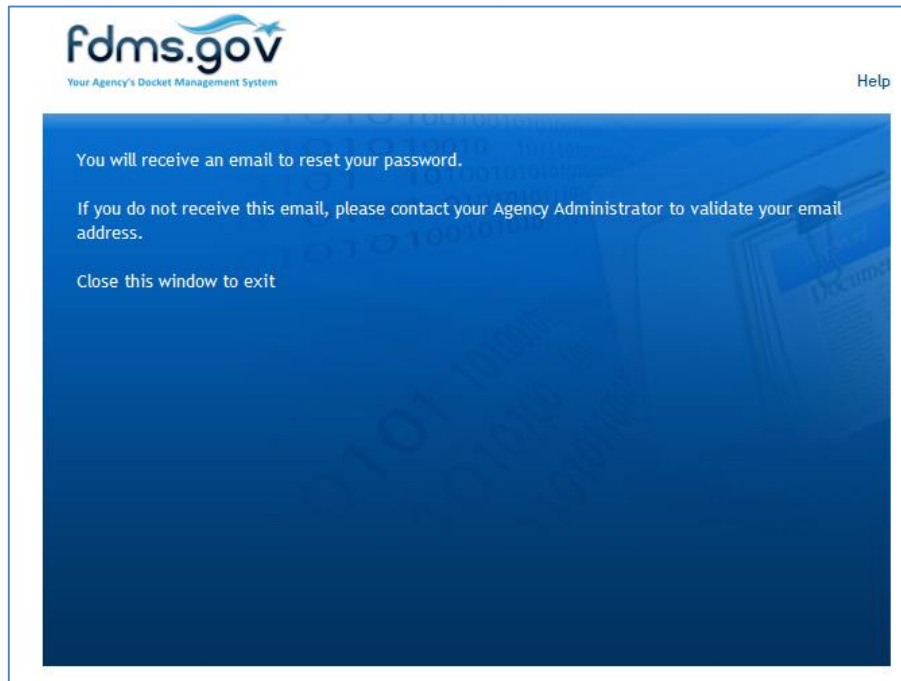 fdms.gov
Your Agency's Docket Management System
Help
You will receive an email to reset your password.
If you do not receive this email, please contact your Agency Administrator to validate your email
address.
Close this window to exit